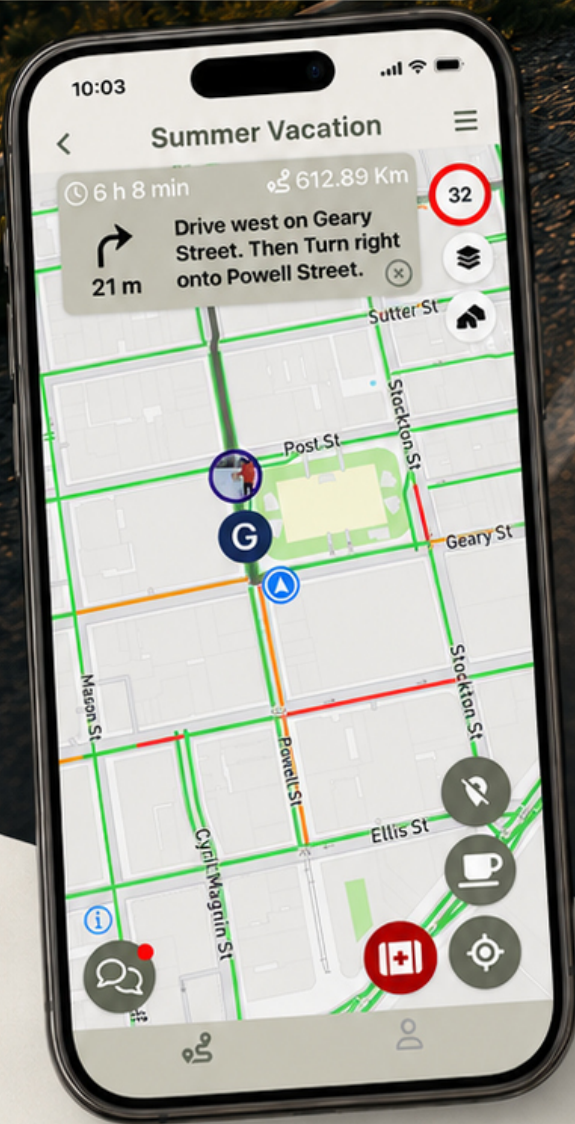 10:03
Summer Vacation
6 h 8 min
612.89 Km
32
Drive west on Geary
Street. Then Turn right
onto Powell Street.
21 m
Sutter St
Stockton St
Post St
G
Geary St
Stockton St
Mason St
Powell St
Ellis St
Cyril Magnin St